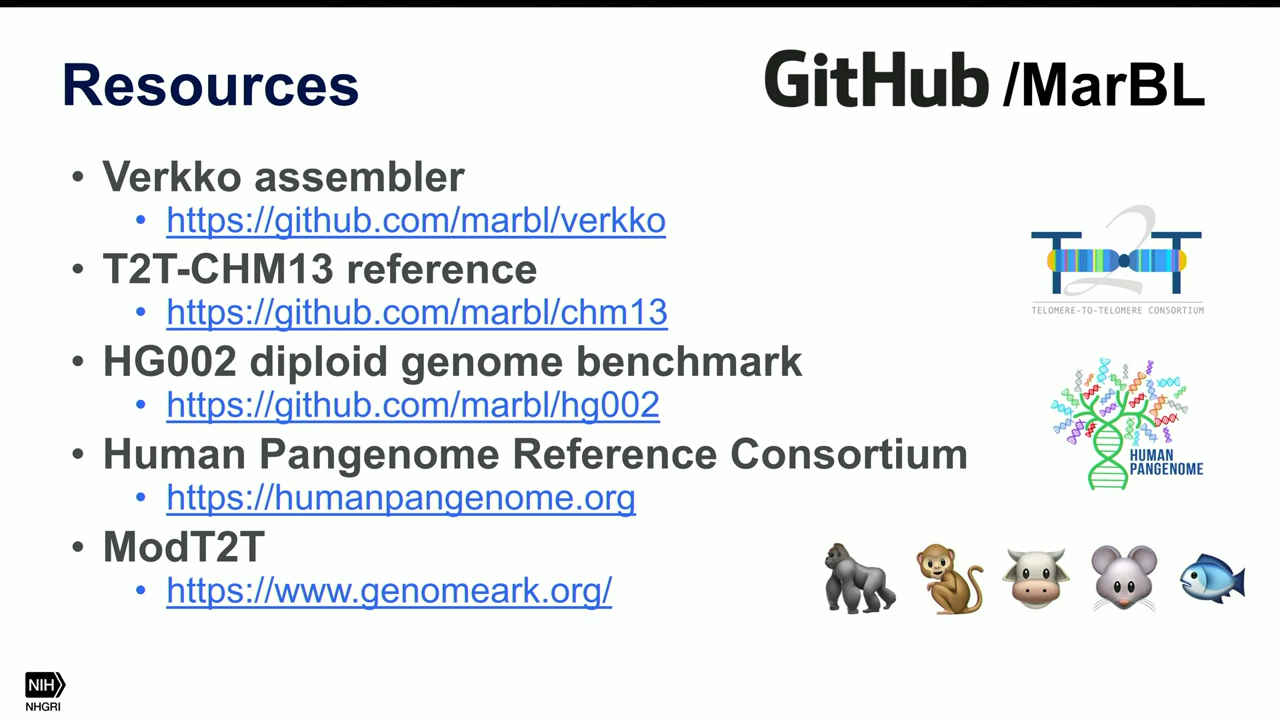 Resources
GitHub /MarBL
• Verkko assembler
• https://github.com/marbl/verkko
• T2T-CHM13 reference
• https://github.com/marbl/chm13
• HG002 diploid genome benchmark
• https://github.com/marbl/hg002
• Human Pangenome Reference Consortium
• https://humanpangenome.org
• ModT2T
• https://www.genomeark.org/
T2T
TELOMERE-TO-TELOMERE CONSORTIUM
HUMAN
PANGENOME
NIH
NHGRI